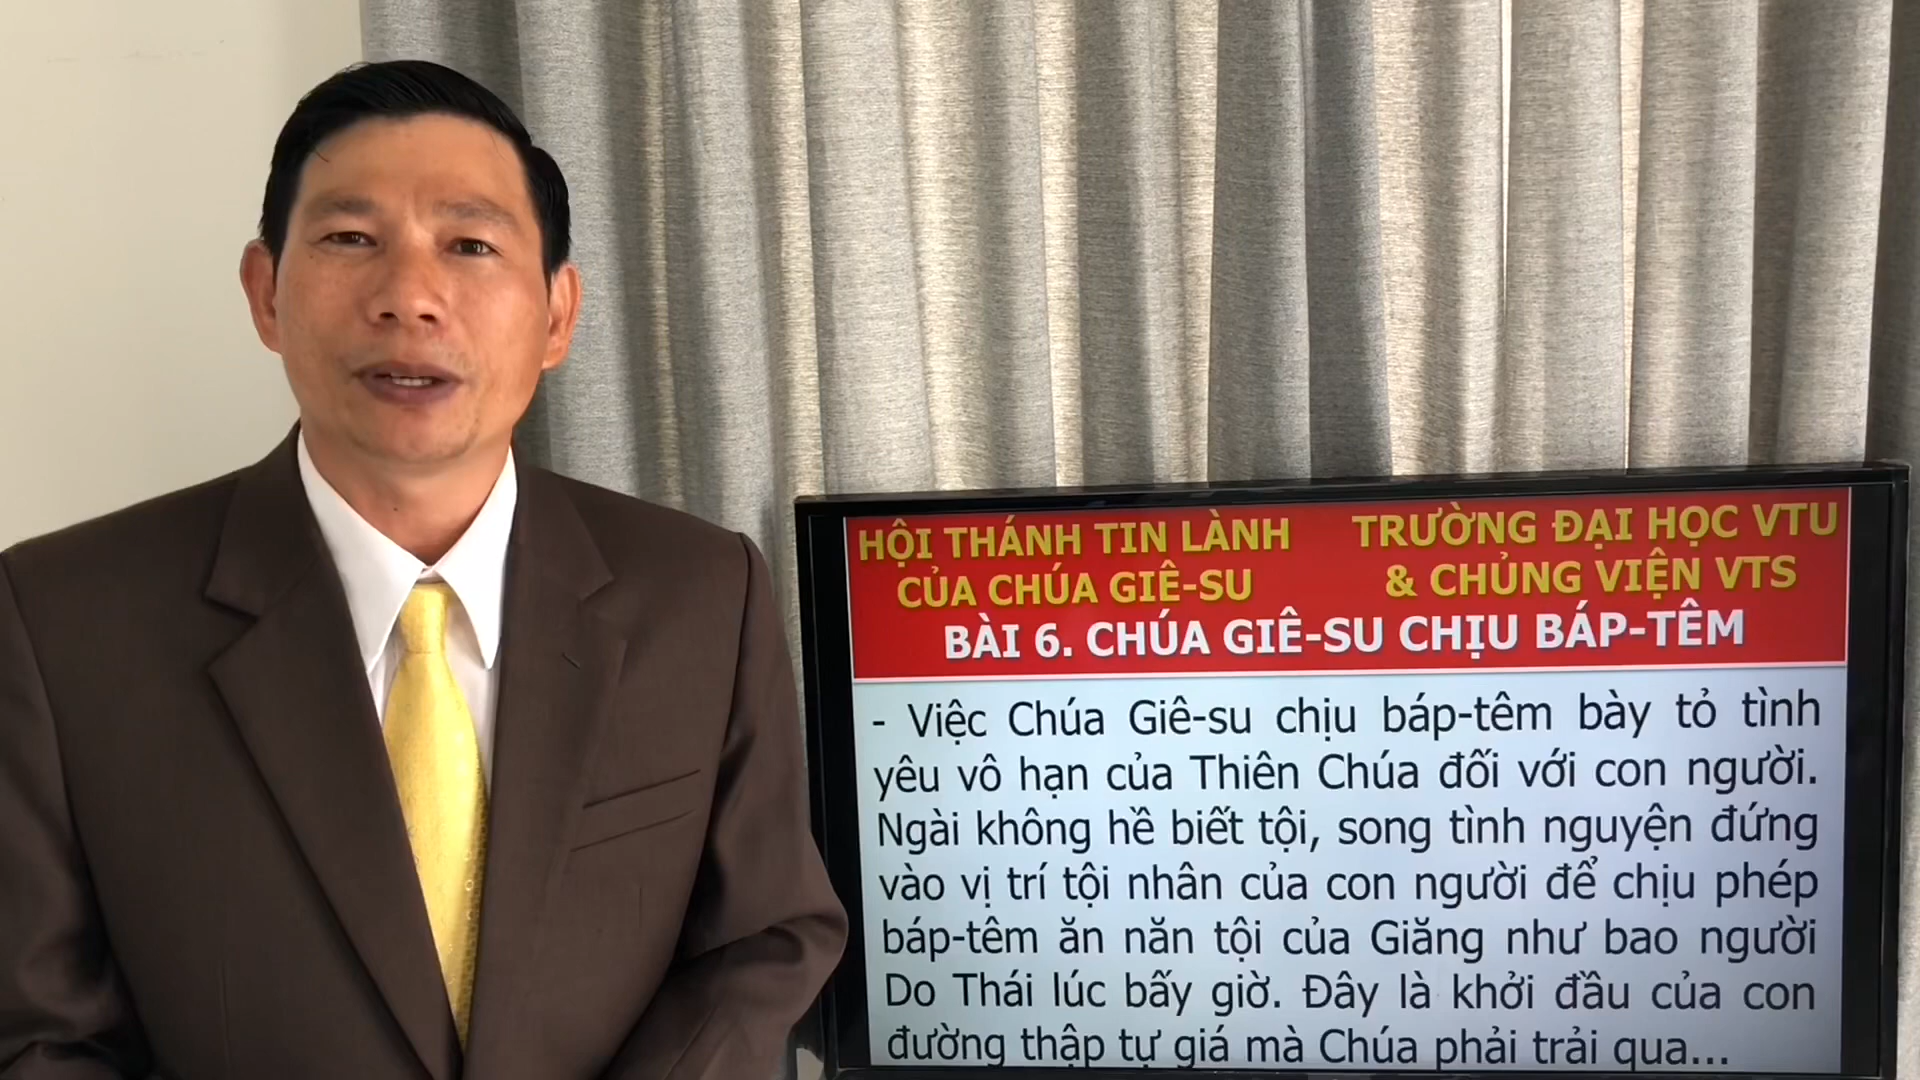 HỘI THÁNH TIN LÀNH
CỦA CHÚA GIÊ-SU
TRƯỜNG ĐẠI HỌC VTU
& CHỦNG VIỆN VTS
BÀI 6. CHÚA GIÊ-SU CHỊU BÁP-TÊM
- Việc Chúa Giê-su chịu báp-têm bày tỏ tình
yêu vô hạn của Thiên Chúa đối với con người.
Ngài không hề biết tội, song tình nguyện đứng
vào vị trí tội nhân của con người để chịu phép
báp-têm ăn năn tội của Giăng như bao người
Do Thái lúc bấy giờ. Đây là khởi đầu của con
đường thập tự giá mà Chúa phải trải qua...